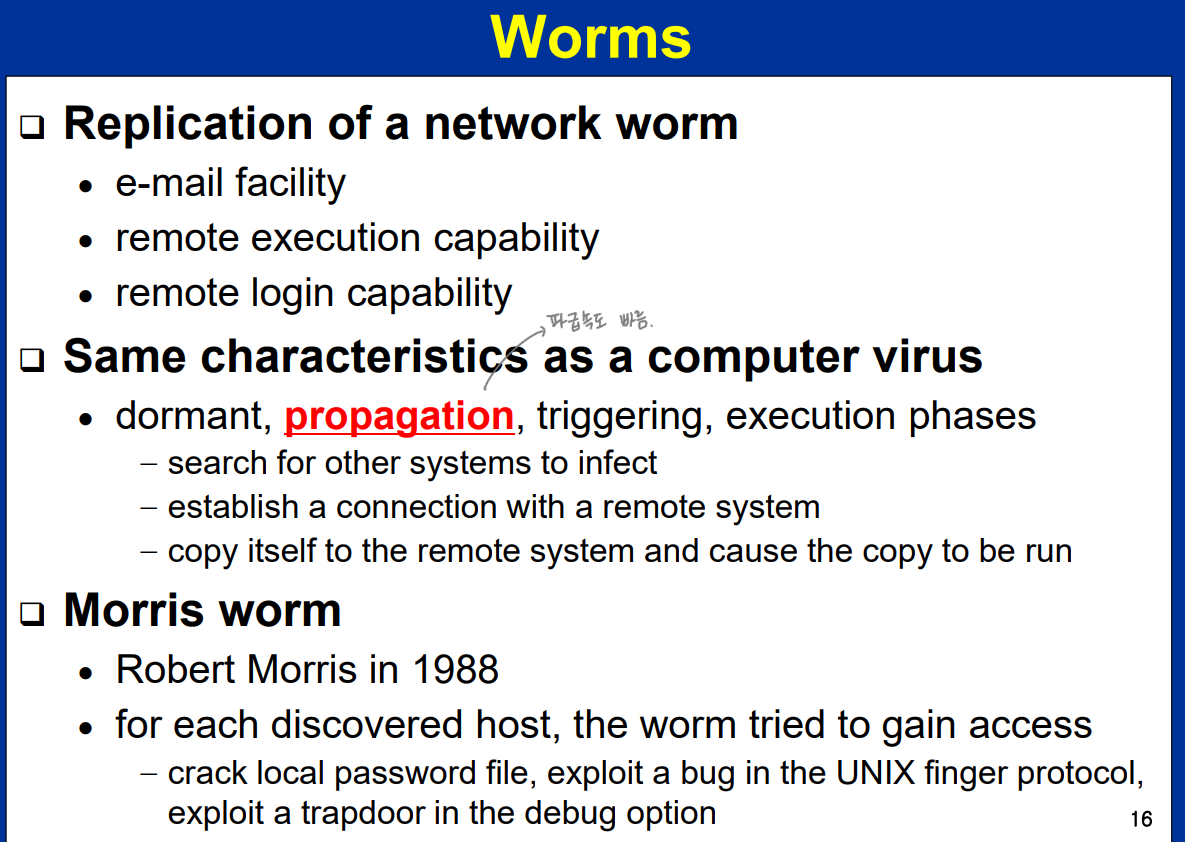 Worms
❑ Replication of a network worm
• e-mail facility
• remote execution capability
• remote login capability
파급속도 빠름.
❑ Same characteristics as a computer virus
• dormant, propagation, triggering, execution phases
– search for other systems to infect
– establish a connection with a remote system
– copy itself to the remote system and cause the copy to be run
❑ Morris worm
• Robert Morris in 1988
• for each discovered host, the worm tried to gain access
– crack local password file, exploit a bug in the UNIX finger protocol,
exploit a trapdoor in the debug option
16